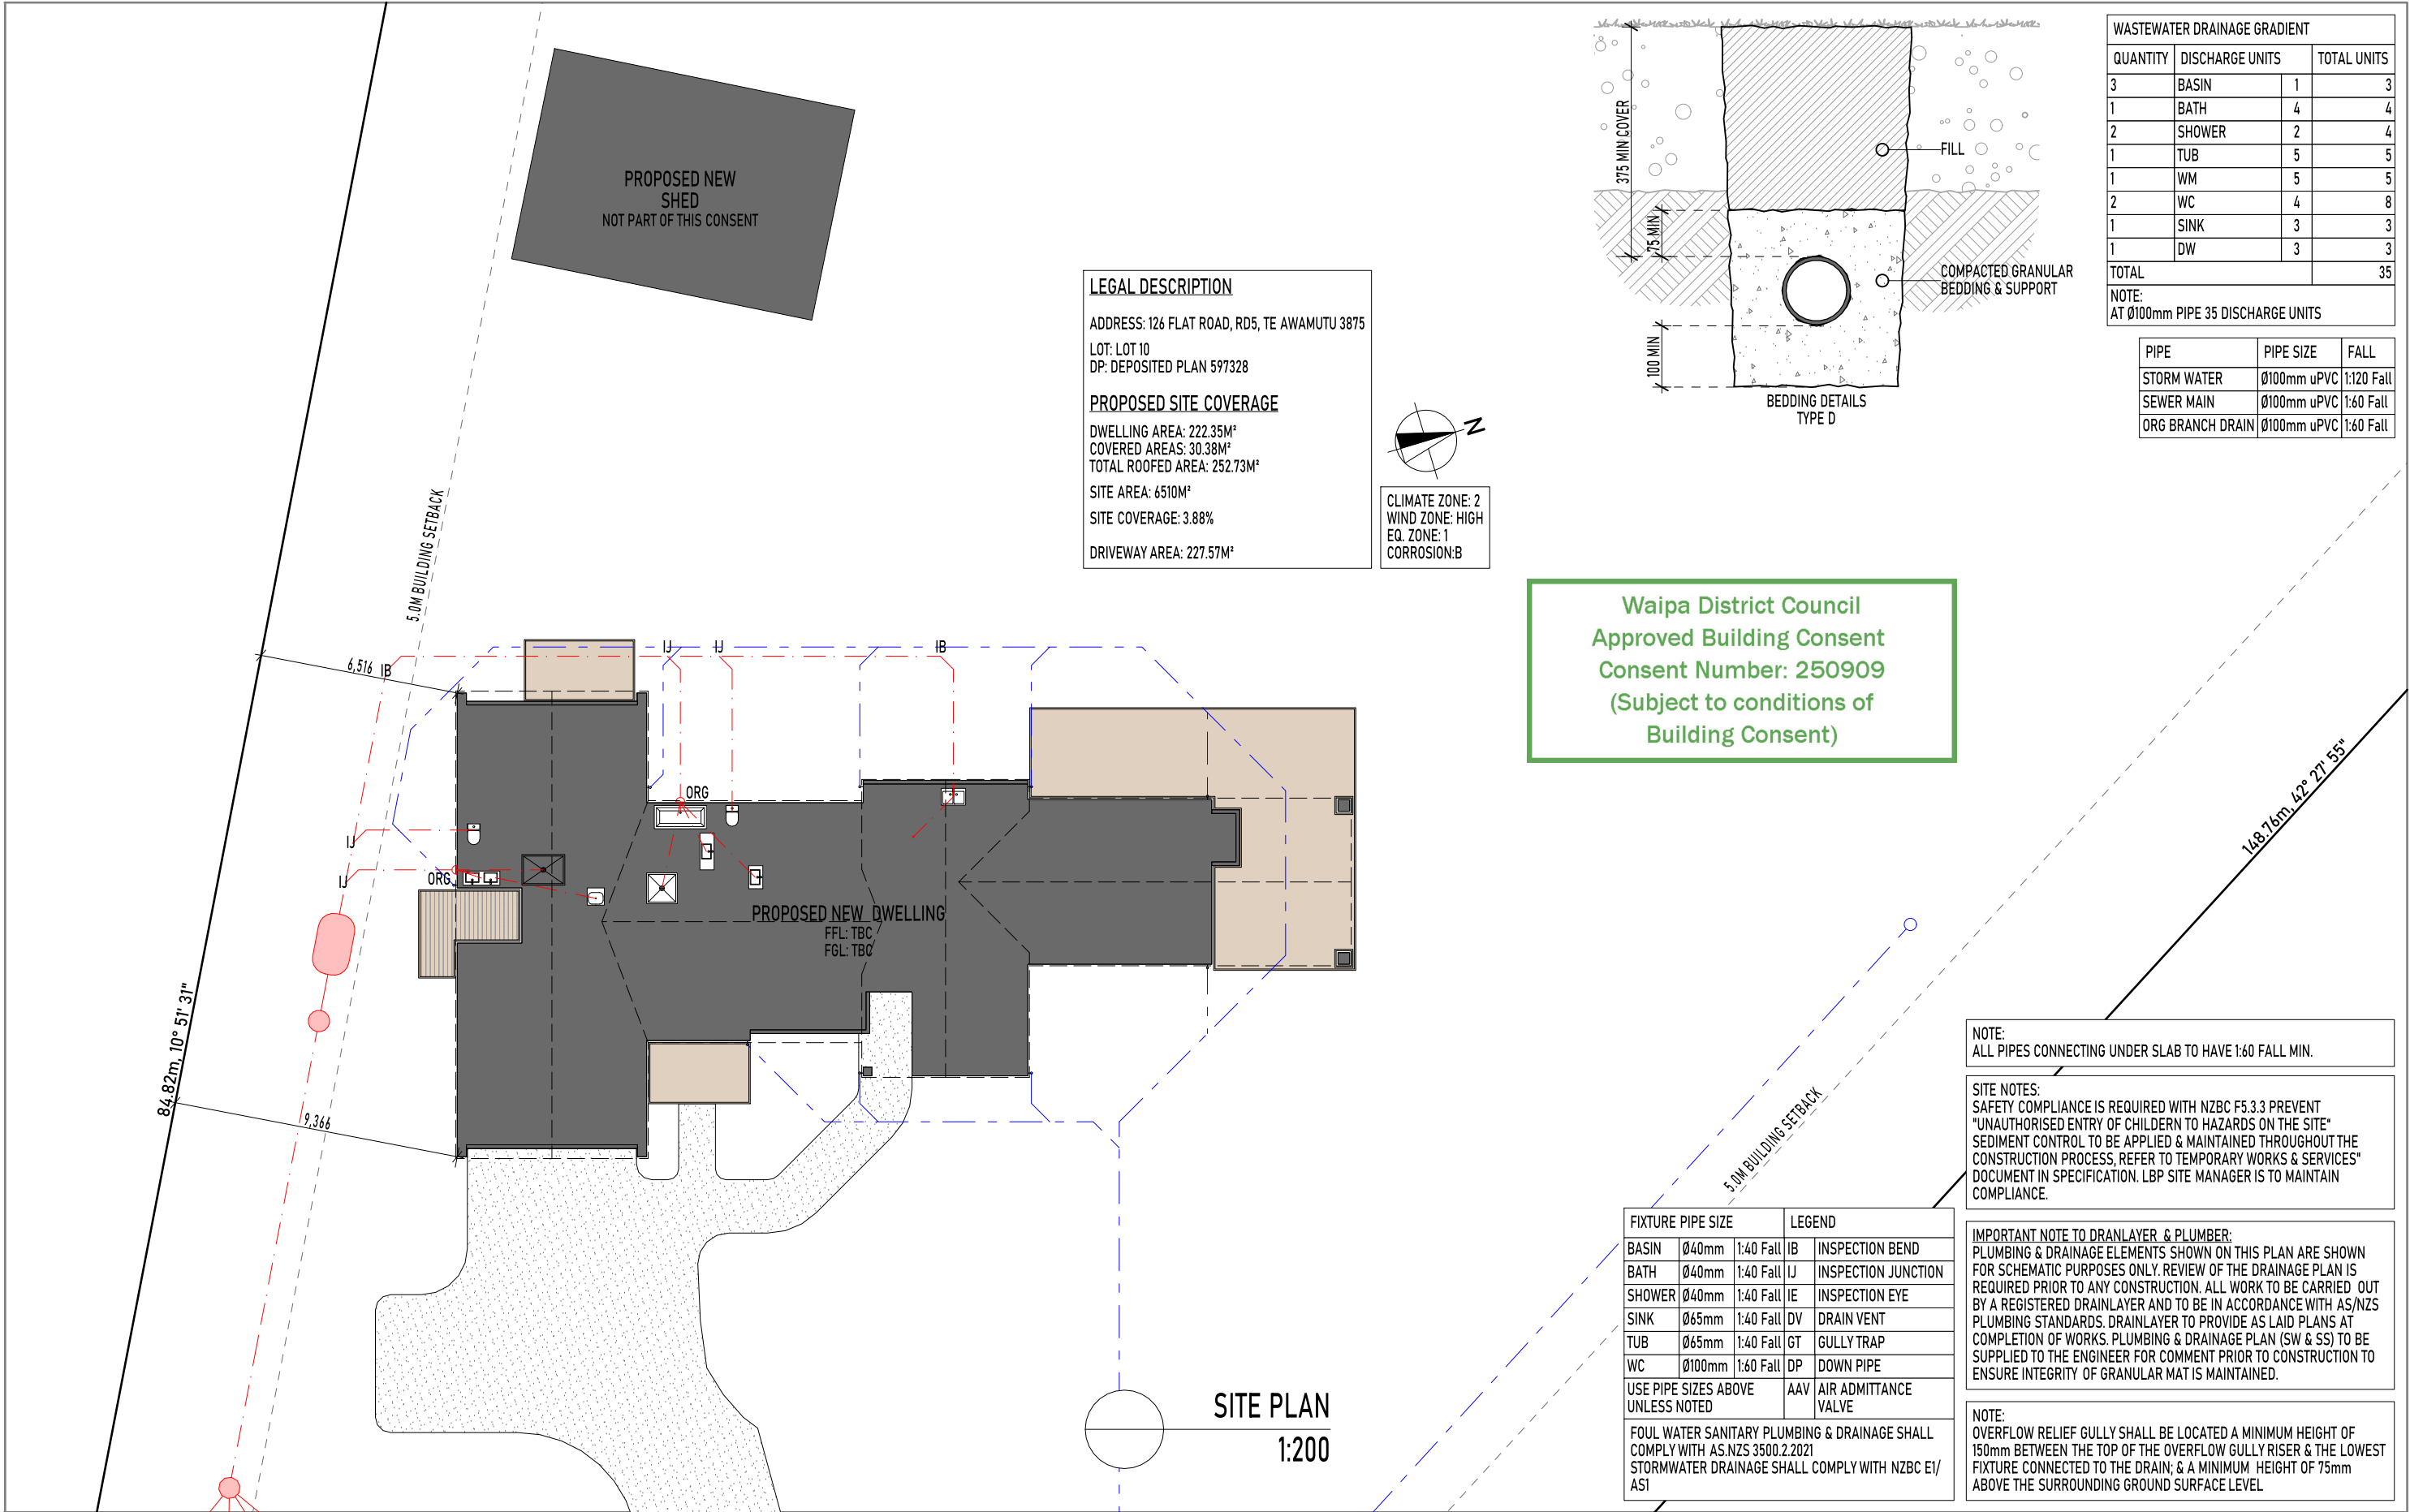 PROPOSED NEW
SHED
NOT PART OF THIS CONSENT
5.0M BUILDING SETBACK
6,516
IB
IJ
IJ
IB
ORG
IJ
IJ
ORG
PROPOSED NEW DWELLING
FFL: TBC
FGL: TBC
84.82m, 10° 51' 31"
9,366
LEGAL DESCRIPTION
ADDRESS: 126 FLAT ROAD, RD5, TE AWAMUTU 3875
LOT: LOT 10
DP: DEPOSITED PLAN 597328
PROPOSED SITE COVERAGE
DWELLING AREA: 222.35M²
COVERED AREAS: 30.38M²
TOTAL ROOFED AREA: 252.73M²
SITE AREA: 6510M²
SITE COVERAGE: 3.88%
DRIVEWAY AREA: 227.57M²
N
CLIMATE ZONE: 2
WIND ZONE: HIGH
EQ. ZONE: 1
CORROSION:B
375 MIN COVER
75 MIN
100 MIN
FILL
COMPACTED GRANULAR
BEDDING & SUPPORT
BEDDING DETAILS
TYPE D
WASTEWATER DRAINAGE GRADIENT
QUANTITY DISCHARGE UNITS TOTAL UNITS
3 BASIN 1 3
1 BATH 4 4
2 SHOWER 2 4
1 TUB 5 5
1 WM 5 5
2 WC 4 8
1 SINK 3 3
1 DW 3 3
TOTAL 35
NOTE:
AT Ø100mm PIPE 35 DISCHARGE UNITS
PIPE PIPE SIZE FALL
STORM WATER Ø100mm uPVC 1:120 Fall
SEWER MAIN Ø100mm uPVC 1:60 Fall
ORG BRANCH DRAIN Ø100mm uPVC 1:60 Fall
Waipa District Council
Approved Building Consent
Consent Number: 250909
(Subject to conditions of
Building Consent)
148.76m, 42° 27' 55"
5.0M BUILDING SETBACK
SITE PLAN
1:200
FIXTURE PIPE SIZE LEGEND
BASIN Ø40mm 1:40 Fall IB INSPECTION BEND
BATH Ø40mm 1:40 Fall IJ INSPECTION JUNCTION
SHOWER Ø40mm 1:40 Fall IE INSPECTION EYE
SINK Ø65mm 1:40 Fall DV DRAIN VENT
TUB Ø65mm 1:40 Fall GT GULLY TRAP
WC Ø100mm 1:60 Fall DP DOWN PIPE
USE PIPE SIZES ABOVE AAV AIR ADMITTANCE
UNLESS NOTED VALVE
FOUL WATER SANITARY PLUMBING & DRAINAGE SHALL
COMPLY WITH AS.NZS 3500.2.2021
STORMWATER DRAINAGE SHALL COMPLY WITH NZBC E1/
AS1
NOTE:
ALL PIPES CONNECTING UNDER SLAB TO HAVE 1:60 FALL MIN.
SITE NOTES:
SAFETY COMPLIANCE IS REQUIRED WITH NZBC F5.3.3 PREVENT
"UNAUTHORISED ENTRY OF CHILDERN TO HAZARDS ON THE SITE"
SEDIMENT CONTROL TO BE APPLIED & MAINTAINED THROUGHOUT THE
CONSTRUCTION PROCESS, REFER TO TEMPORARY WORKS & SERVICES"
DOCUMENT IN SPECIFICATION. LBP SITE MANAGER IS TO MAINTAIN
COMPLIANCE.
IMPORTANT NOTE TO DRANLAYER & PLUMBER:
PLUMBING & DRAINAGE ELEMENTS SHOWN ON THIS PLAN ARE SHOWN
FOR SCHEMATIC PURPOSES ONLY. REVIEW OF THE DRAINAGE PLAN IS
REQUIRED PRIOR TO ANY CONSTRUCTION. ALL WORK TO BE CARRIED OUT
BY A REGISTERED DRAINLAYER AND TO BE IN ACCORDANCE WITH AS/NZS
PLUMBING STANDARDS. DRAINLAYER TO PROVIDE AS LAID PLANS AT
COMPLETION OF WORKS. PLUMBING & DRAINAGE PLAN (SW & SS) TO BE
SUPPLIED TO THE ENGINEER FOR COMMENT PRIOR TO CONSTRUCTION TO
ENSURE INTEGRITY OF GRANULAR MAT IS MAINTAINED.
NOTE:
OVERFLOW RELIEF GULLY SHALL BE LOCATED A MINIMUM HEIGHT OF
150mm BETWEEN THE TOP OF THE OVERFLOW GULLY RISER & THE LOWEST
FIXTURE CONNECTED TO THE DRAIN; & A MINIMUM HEIGHT OF 75mm
ABOVE THE SURROUNDING GROUND SURFACE LEVEL